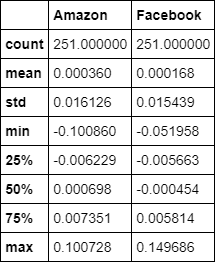 Amazon Facebook
count 251.000000 251.000000
mean 0.000360 0.000168
std 0.016126 0.015439
min -0.100860 -0.051958
25% -0.006229 -0.005663
50% 0.000698 -0.000454
75% 0.007351 0.005814
max 0.100728 0.149686